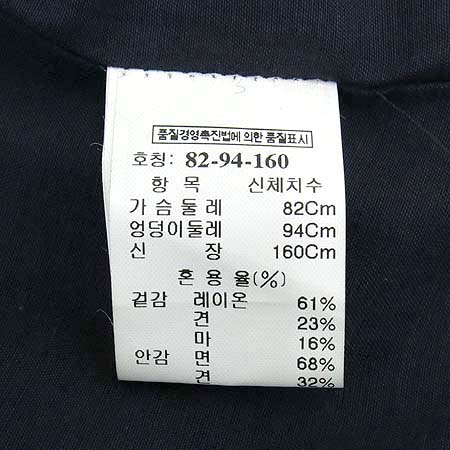 품질경영촉진법에 의한 품질표시
호칭: 82-94-160
항 목 신체치수
가슴둘레 82Cm
엉덩이둘레 94Cm
신 장 160Cm
혼용율(%)
겉감 레이온 61%
견 23%
마 16%
안감 면 68%
견 32%